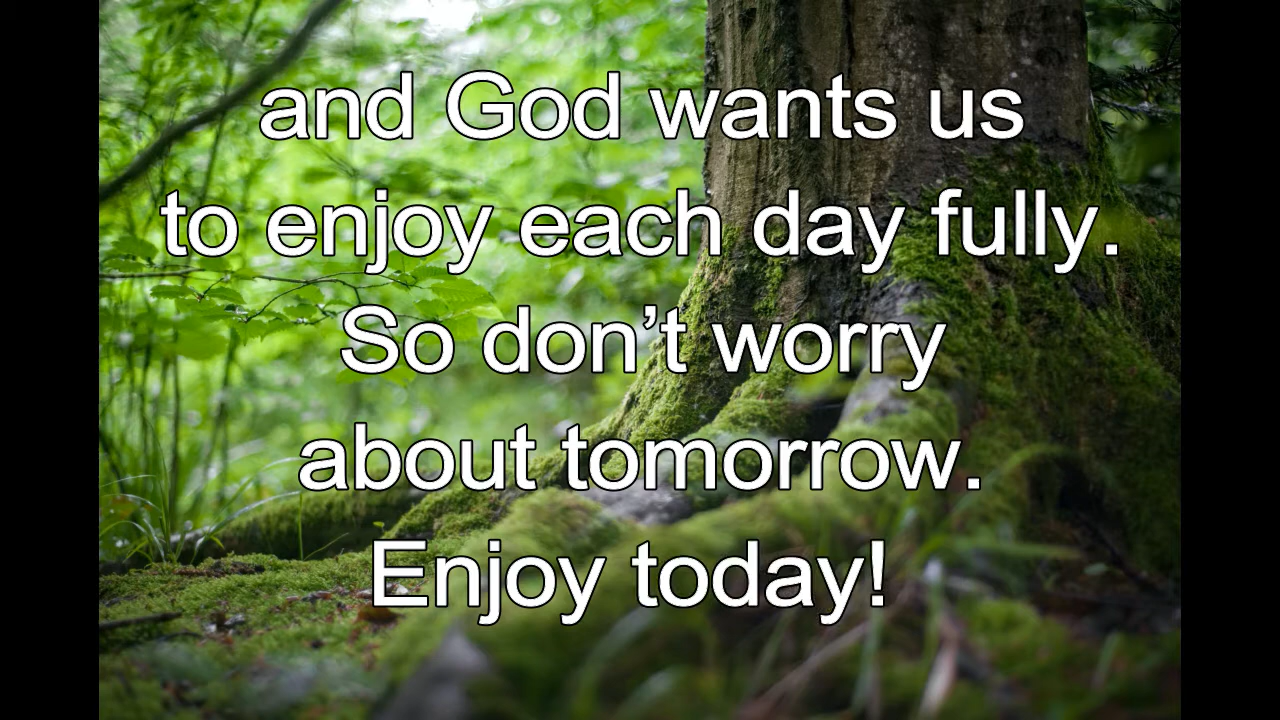 and God wants us
to enjoy each day fully.
So don’t worry
about tomorrow.
Enjoy today!